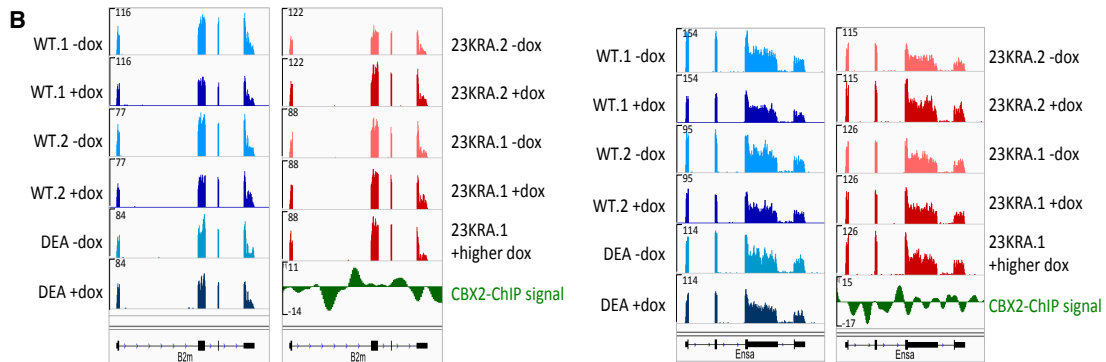 B
116
WT.1 -dox
116
WT.1 +dox
77
WT.2 -dox
77
WT.2 +dox
84
DEA -dox
84
DEA +dox
B2m
122
23KRA.2 -dox
122
23KRA.2 +dox
88
23KRA.1 -dox
88
23KRA.1 +dox
88
23KRA.1
+higher dox
11
CBX2-ChIP signal
-14
B2m
154
WT.1 -dox
154
WT.1 +dox
95
WT.2 -dox
95
WT.2 +dox
114
DEA -dox
114
DEA +dox
Ensa
115
23KRA.2 -dox
115
23KRA.2 +dox
126
23KRA.1 -dox
126
23KRA.1 +dox
126
23KRA.1
+higher dox
15
CBX2-ChIP signal
-17
Ensa